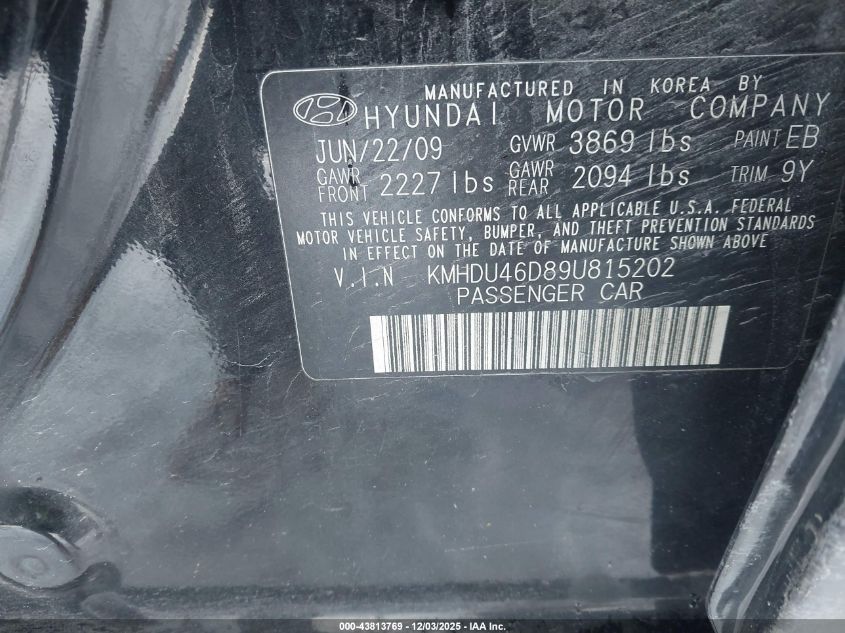 MANUFACTURED IN KOREA BY
HYUNDAI MOTOR COMPANY
JUN/22/09 GVWR 3869 lbs PAINT EB
GAWR FRONT 2227 lbs GAWR REAR 2094 lbs TRIM 9Y
THIS VEHICLE CONFORMS TO ALL APPLICABLE U.S.A. FEDERAL
MOTOR VEHICLE SAFETY, BUMPER, AND THEFT PREVENTION STANDARDS
IN EFFECT ON THE DATE OF MANUFACTURE SHOWN ABOVE
V.I.N KMHDU46D89U815202
PASSENGER CAR
000-43813769 - 12/03/2025 - IAA Inc.